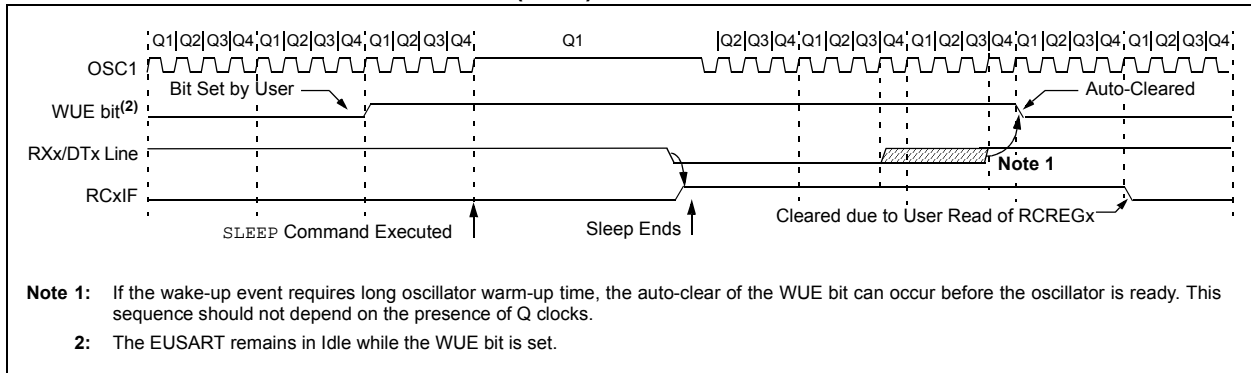 Q1 Q2 Q3 Q4 Q1 Q2 Q3 Q4 Q1 Q2 Q3 Q4 Q1 Q2 Q3 Q4 Q1 Q2 Q3 Q4 Q1 Q2 Q3 Q4 Q1 Q2 Q3 Q4
OSC1
Bit Set by User
Auto-Cleared
WUE bit(2)
RXx/DTx Line
Note 1
RCxIF
Cleared due to User Read of RCREGx
SLEEP Command Executed
Sleep Ends
Note 1: If the wake-up event requires long oscillator warm-up time, the auto-clear of the WUE bit can occur before the oscillator is ready. This
sequence should not depend on the presence of Q clocks.
2: The EUSART remains in Idle while the WUE bit is set.